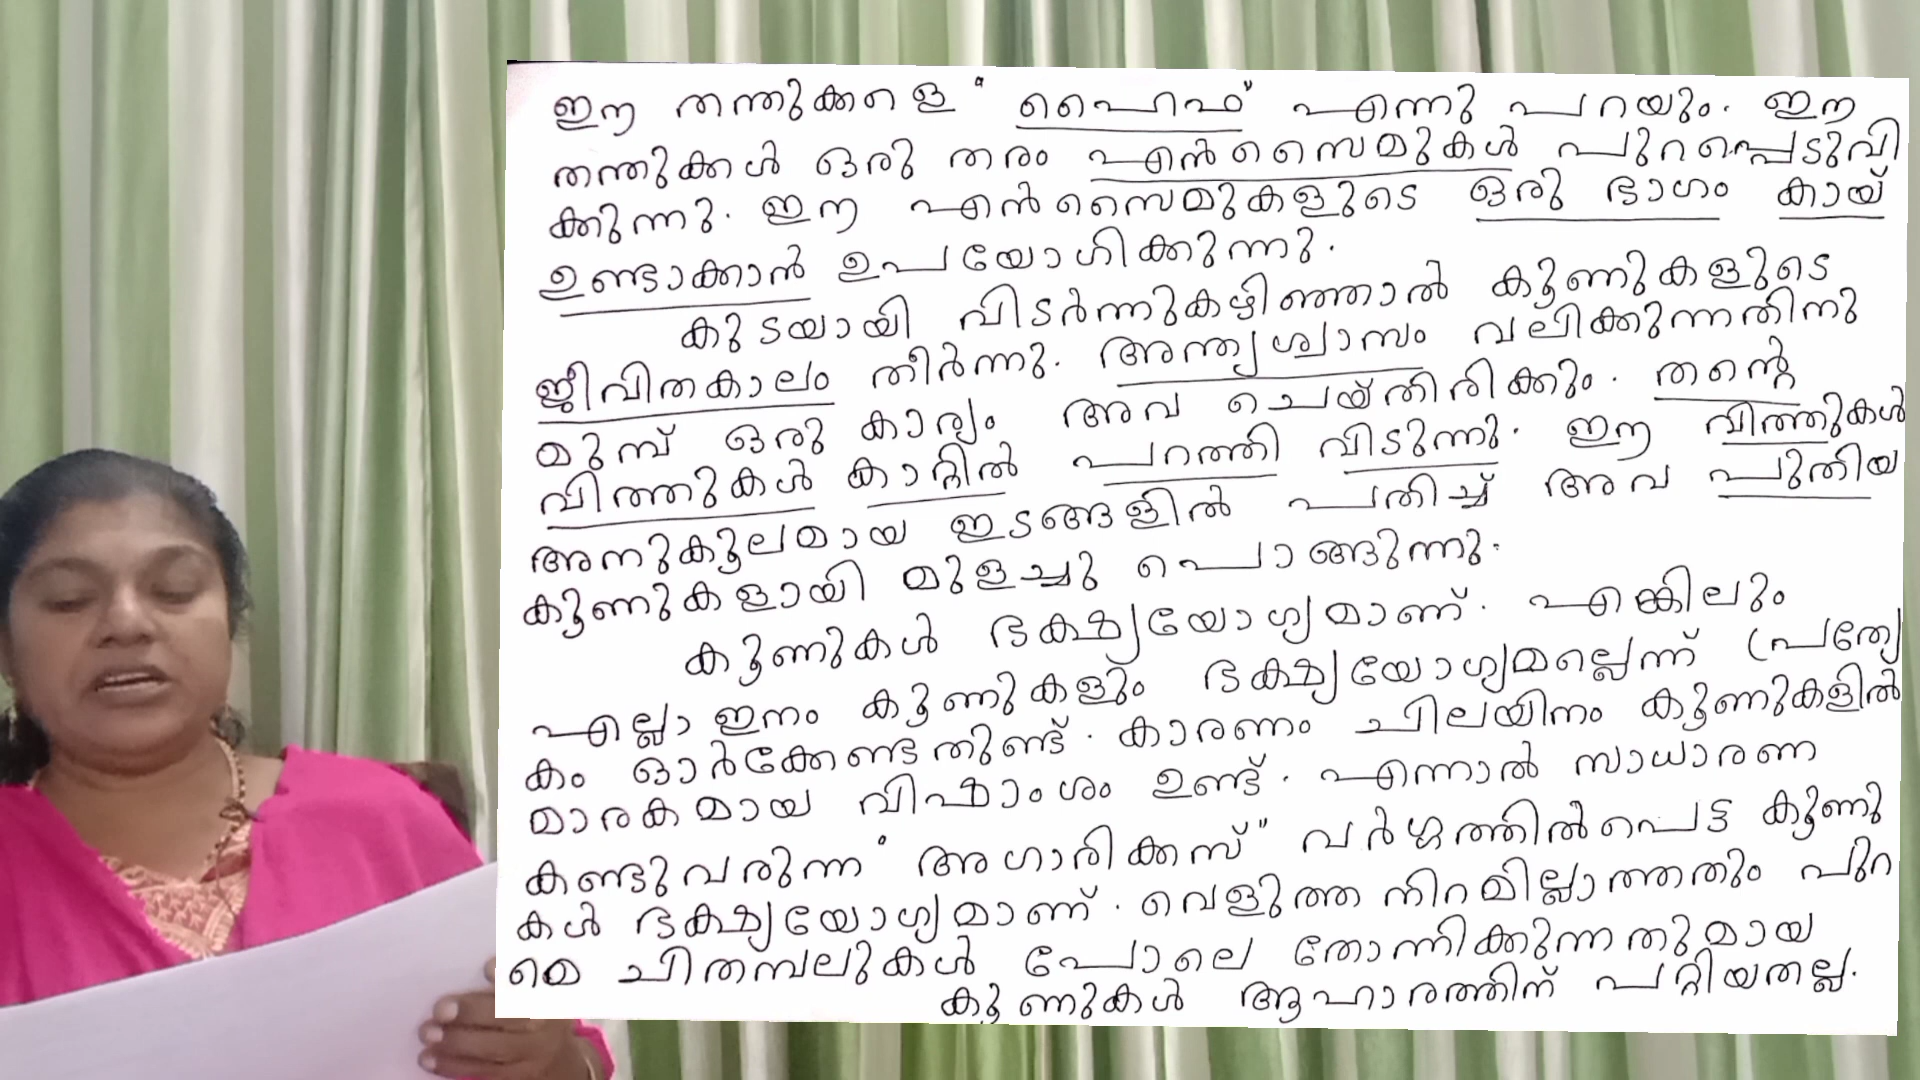 ഈ തന്തുക്കളെ "ഹൈഫ" എന്നു പറയും. ഈ
തന്തുക്കൾ ഒരു തരം എൻസൈമുകൾ പുറപ്പെടുവി
ക്കുന്നു. ഈ എൻസൈമുകളുടെ ഒരു ഭാഗം കായ്
ഉണ്ടാക്കാൻ ഉപയോഗിക്കുന്നു.
കുടയായി വിടർന്നുകഴിഞ്ഞാൽ കൂണുകളുടെ
ജീവിതകാലം തീർന്നു. അന്ത്യശ്വാസം വലിക്കുന്നതിനു
മുമ്പ് ഒരു കാര്യം അവ ചെയ്തിരിക്കും. തന്റെ
വിത്തുകൾ കാറ്റിൽ പറത്തി വിടുന്നു. ഈ വിത്തുകൾ
അനുകൂലമായ ഇടങ്ങളിൽ പതിച്ച് അവ പുതിയ
കൂണുകളായി മുളച്ചു പൊങ്ങുന്നു.
കൂണുകൾ ഭക്ഷ്യയോഗ്യമാണ്. എങ്കിലും
എല്ലാ ഇനം കൂണുകളും ഭക്ഷ്യയോഗ്യമല്ലെന്ന് പ്രത്യേ
കം ഓർക്കേണ്ടതുണ്ട്. കാരണം ചിലയിനം കൂണുകളിൽ
മാരകമായ വിഷാംശം ഉണ്ട്. എന്നാൽ സാധാരണ
കണ്ടുവരുന്ന "അഗാരിക്കസ്" വർഗ്ഗത്തിൽപെട്ട കൂണു
കൾ ഭക്ഷ്യയോഗ്യമാണ്. വെളുത്ത നിറമില്ലാത്തതും പുറ
മെ ചിതമ്പലുകൾ പോലെ തോന്നിക്കുന്നതുമായ
കൂണുകൾ ആഹാരത്തിന് പറ്റിയതല്ല.